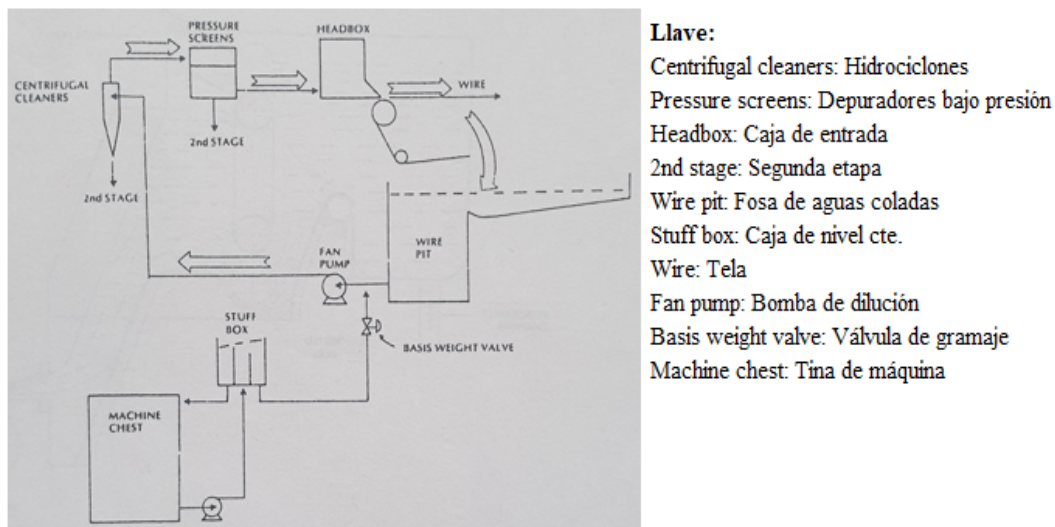 PRESSURE
SCREENS
HEADBOX
CENTRIFUGAL
CLEANERS
WIRE
2nd STAGE
2nd STAGE
WIRE
PIT
FAN
PUMP
STUFF
BOX
BASIS WEIGHT VALVE
MACHINE
CHEST
Llave:
Centrifugal cleaners: Hidrociclones
Pressure screens: Depuradores bajo presión
Headbox: Caja de entrada
2nd stage: Segunda etapa
Wire pit: Fosa de aguas coladas
Stuff box: Caja de nivel cte.
Wire: Tela
Fan pump: Bomba de dilución
Basis weight valve: Válvula de gramaje
Machine chest: Tina de máquina